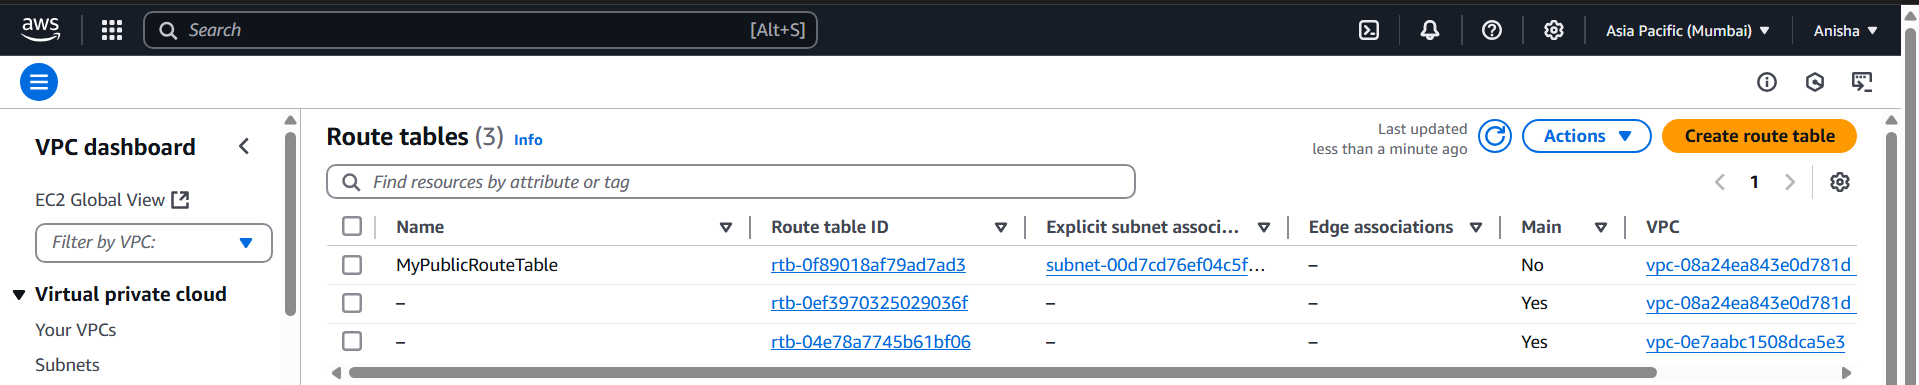 aws Search [Alt+S] Asia Pacific (Mumbai) Anisha
VPC dashboard
EC2 Global View
Filter by VPC:
Virtual private cloud
Your VPCs
Subnets
Route tables (3) Info
Last updated
less than a minute ago
Actions Create route table
Find resources by attribute or tag
1
Name Route table ID Explicit subnet associ... Edge associations Main VPC
MyPublicRouteTable rtb-0f89018af79ad7ad3 subnet-00d7cd76ef04c5f... – No vpc-08a24ea843e0d781d
– rtb-0ef3970325029036f – – Yes vpc-08a24ea843e0d781d
– rtb-04e78a7745b61bf06 – – Yes vpc-0e7aabc1508dca5e3